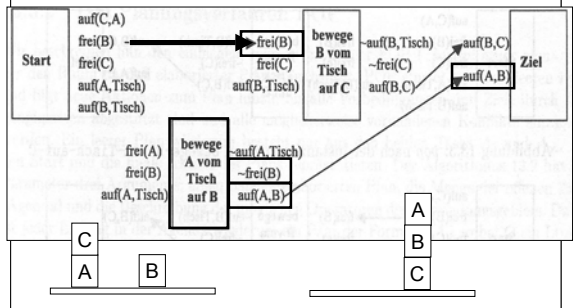 Start
auf(C,A)
frei(B)
frei(C)
auf(A,Tisch)
auf(B,Tisch)
frei(B)
frei(C)
auf(B,Tisch)
bewege
B vom
Tisch
auf C
¬auf(B,Tisch)
¬frei(C)
auf(B,C)
auf(B,C)
auf(A,B)
Ziel
frei(A)
frei(B)
auf(A,Tisch)
bewege
A vom
Tisch
auf B
¬auf(A,Tisch)
¬frei(B)
auf(A,B)
C
A
B
A
B
C